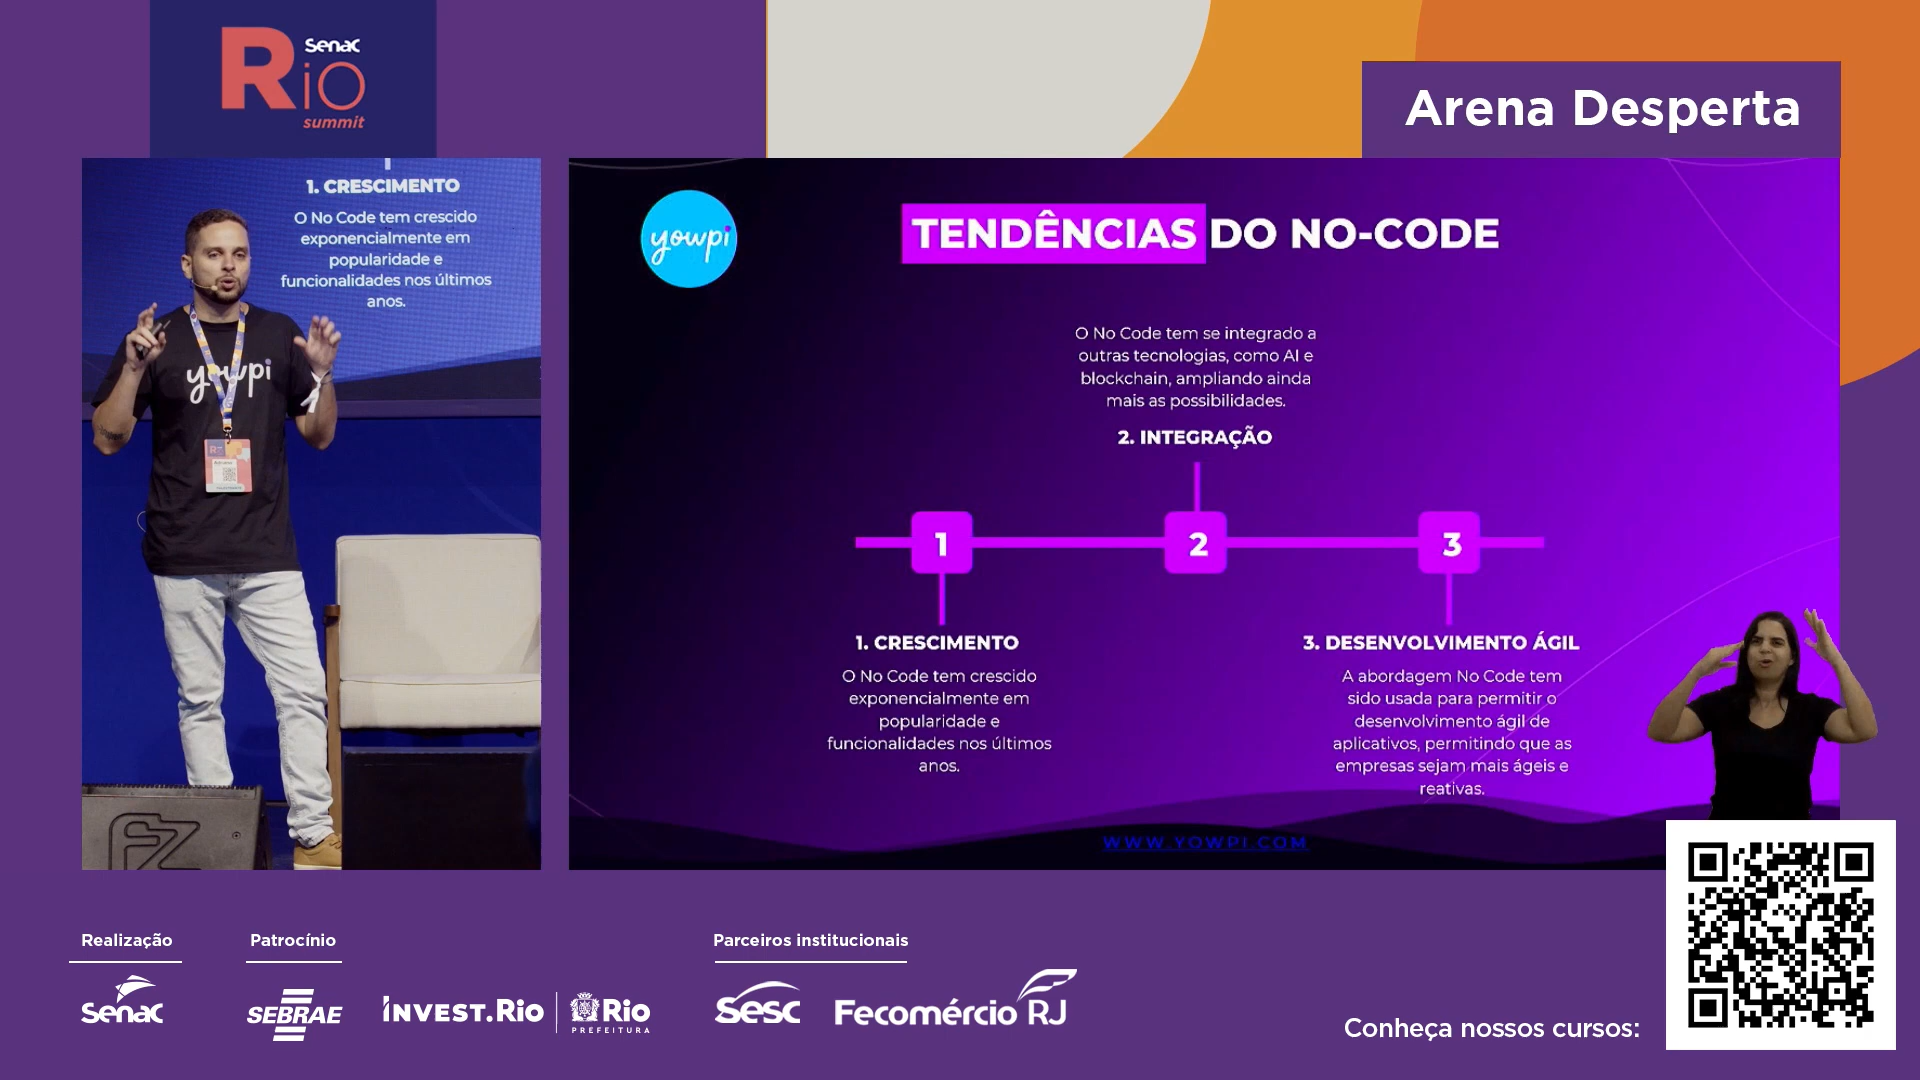 Senac
Rio
summit
Arena Desperta
1. CRESCIMENTO
O No Code tem crescido
exponencialmente em
popularidade e
funcionalidades nos últimos
anos.
yowpi
yowpi
TENDÊNCIAS DO NO-CODE
O No Code tem se integrado a
outras tecnologias, como AI e
blockchain, ampliando ainda
mais as possibilidades.
2. INTEGRAÇÃO
1
2
3
1. CRESCIMENTO
O No Code tem crescido
exponencialmente em
popularidade e
funcionalidades nos últimos
anos.
3. DESENVOLVIMENTO ÁGIL
A abordagem No Code tem
sido usada para permitir o
desenvolvimento ágil de
aplicativos, permitindo que as
empresas sejam mais ágeis e
reativas.
WWW.YOWPI.COM
Realização
Senac
Patrocínio
SEBRAE
INVEST.Rio
Rio
PREFEITURA
Parceiros institucionais
Sesc
Fecomércio RJ
Conheça nossos cursos: